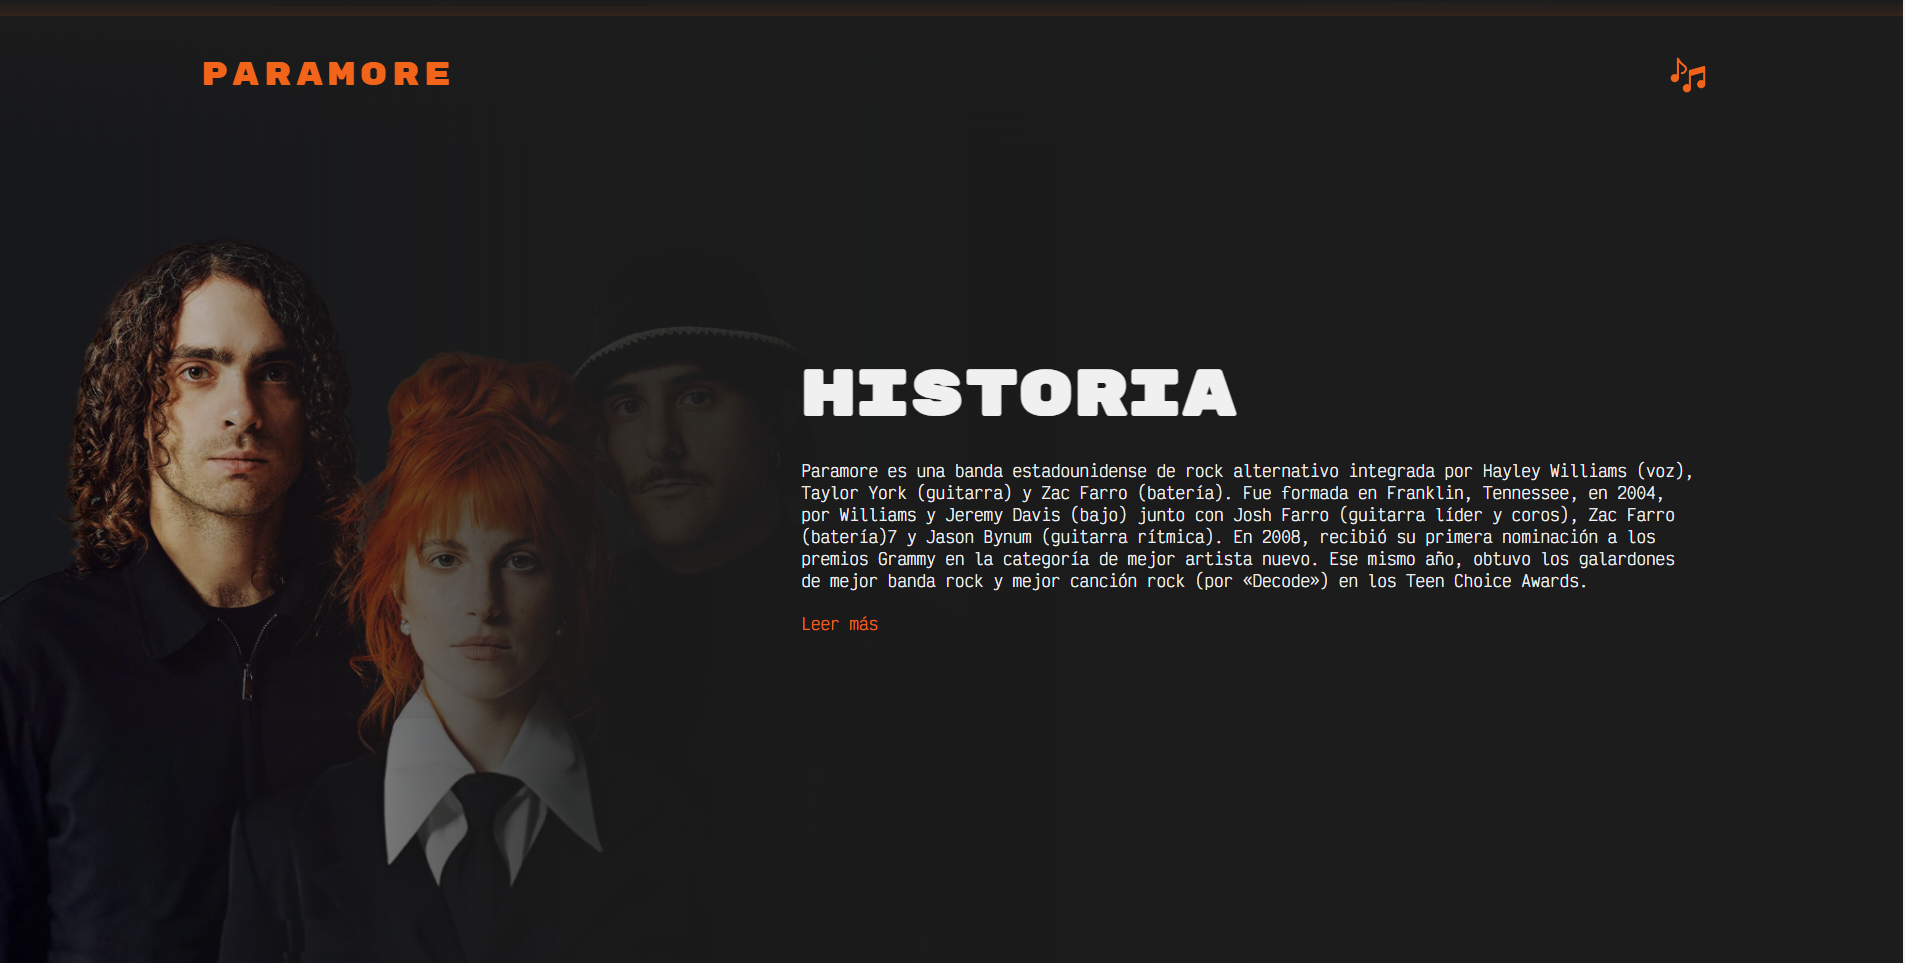 PARAMORE
HISTORIA
Paramore es una banda estadounidense de rock alternativo integrada por Hayley Williams (voz),
Taylor York (guitarra) y Zac Farro (batería). Fue formada en Franklin, Tennessee, en 2004,
por Williams y Jeremy Davis (bajo) junto con Josh Farro (guitarra líder y coros), Zac Farro
(batería)7 y Jason Bynum (guitarra rítmica). En 2008, recibió su primera nominación a los
premios Grammy en la categoría de mejor artista nuevo. Ese mismo año, obtuvo los galardones
de mejor banda rock y mejor canción rock (por «Decode») en los Teen Choice Awards.
Leer más